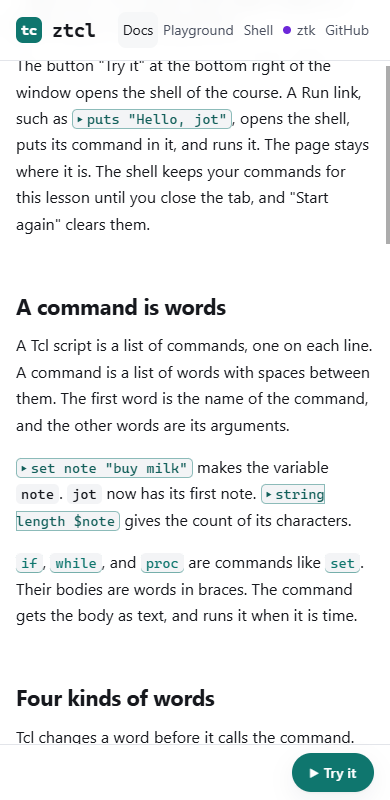 tc ztcl Docs Playground Shell ztk GitHub
The button "Try it" at the bottom right of the
window opens the shell of the course. A Run link,
such as ▸ puts "Hello, jot", opens the shell,
puts its command in it, and runs it. The page stays
where it is. The shell keeps your commands for
this lesson until you close the tab, and "Start
again" clears them.
A command is words
A Tcl script is a list of commands, one on each line.
A command is a list of words with spaces between
them. The first word is the name of the command,
and the other words are its arguments.
▸ set note "buy milk" makes the variable
note. jot now has its first note. ▸ string
length $note gives the count of its characters.
if, while, and proc are commands like set.
Their bodies are words in braces. The command
gets the body as text, and runs it when it is time.
Four kinds of words
Tcl changes a word before it calls the command.
▶ Try it